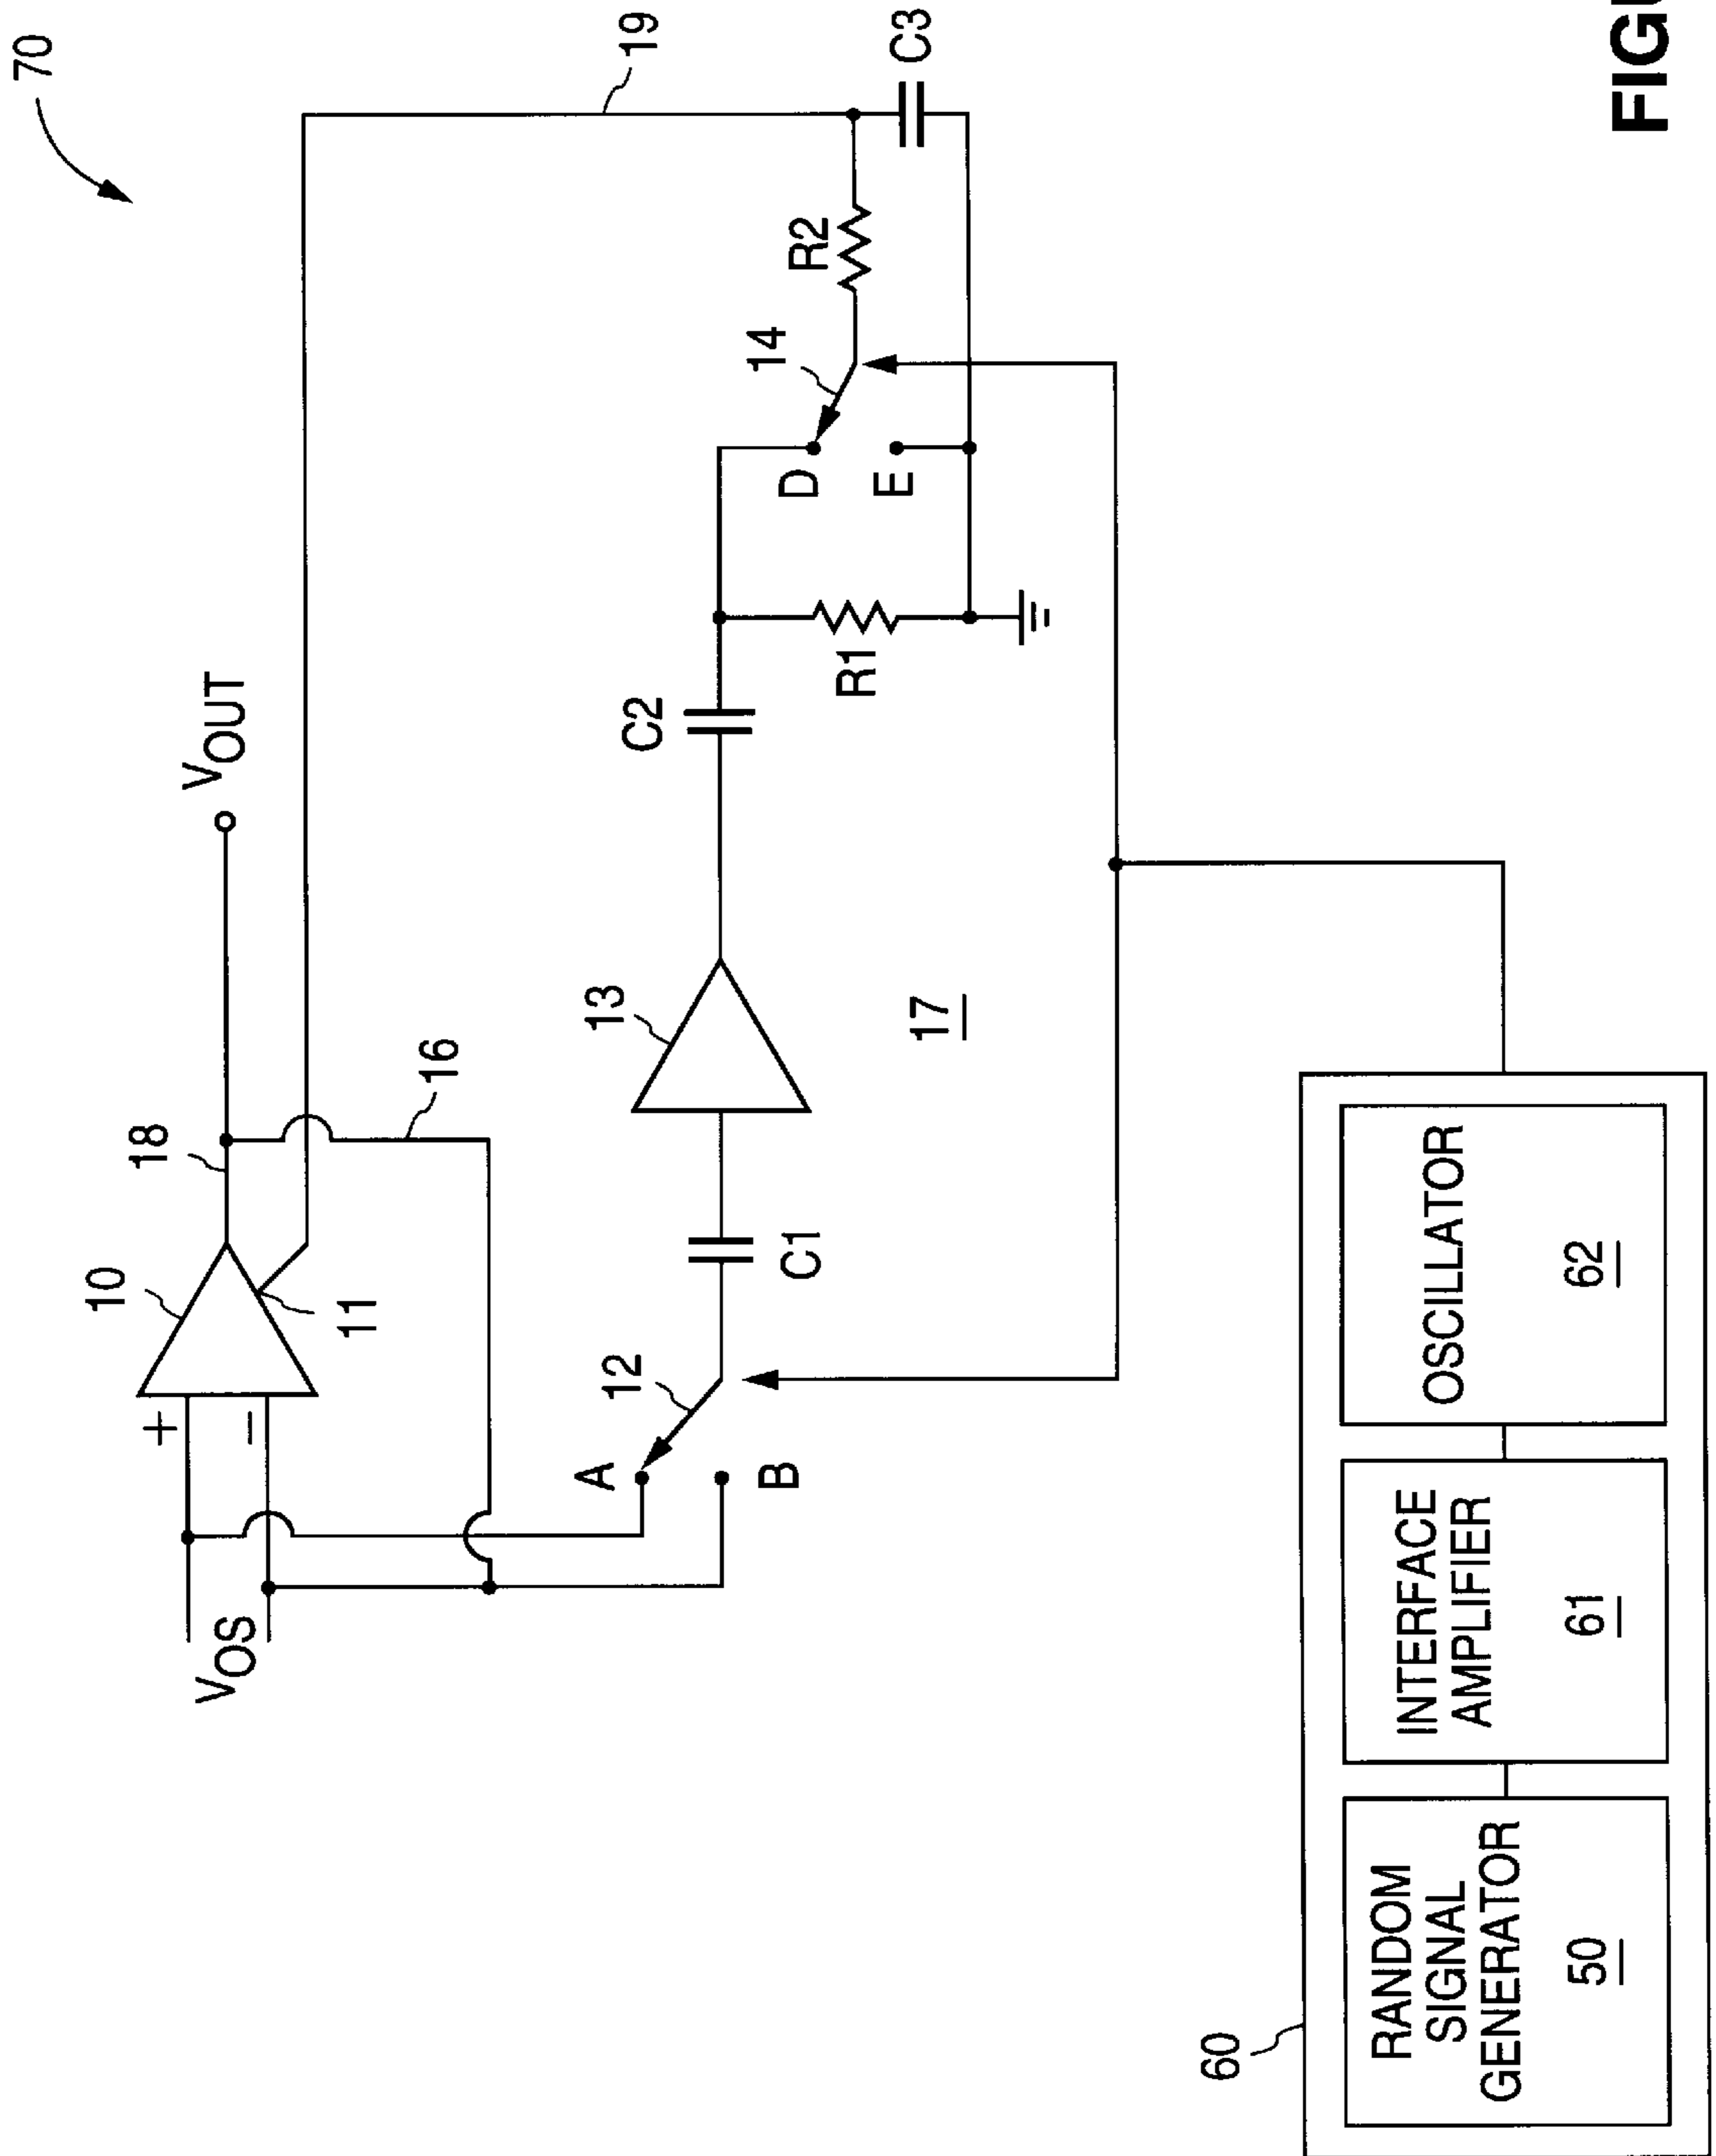 70
19
C3
R2
14
D
E
R1
C2
VOUT
18
16
10
11
+
−
VOS
13
17
C1
12
A
B
60
RANDOM
SIGNAL
GENERATOR
50
INTERFACE
AMPLIFIER
61
OSCILLATOR
62